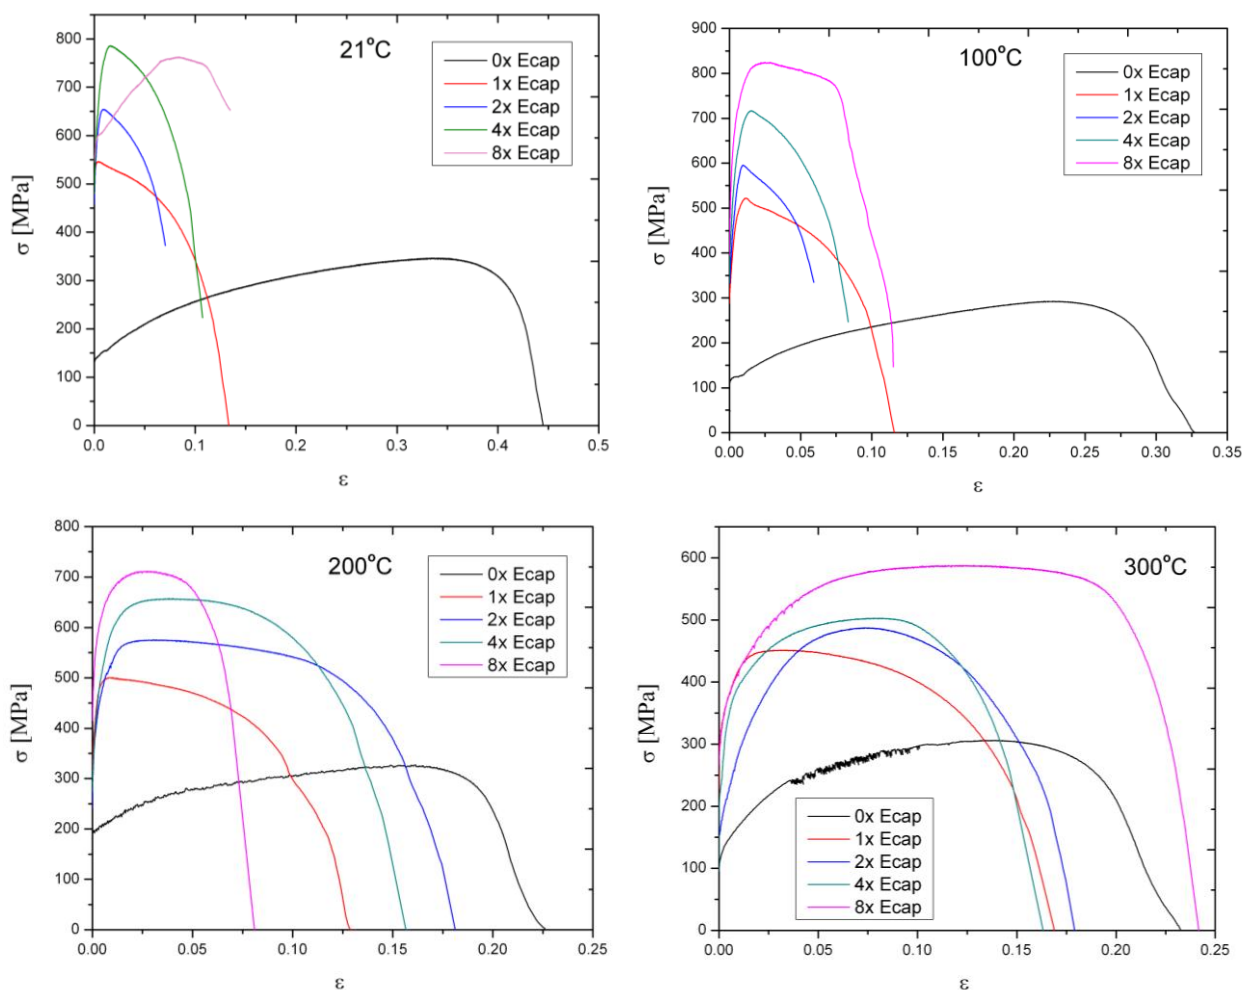 21°C
0x Ecap
1x Ecap
2x Ecap
4x Ecap
8x Ecap
800
700
600
500
400
300
200
100
0
σ [MPa]
0.0 0.1 0.2 0.3 0.4 0.5
ε
100°C
0x Ecap
1x Ecap
2x Ecap
4x Ecap
8x Ecap
900
800
700
600
500
400
300
200
100
0
σ [MPa]
0.00 0.05 0.10 0.15 0.20 0.25 0.30 0.35
ε
200°C
0x Ecap
1x Ecap
2x Ecap
4x Ecap
8x Ecap
800
700
600
500
400
300
200
100
0
σ [MPa]
0.00 0.05 0.10 0.15 0.20 0.25
ε
300°C
0x Ecap
1x Ecap
2x Ecap
4x Ecap
8x Ecap
600
500
400
300
200
100
0
σ [MPa]
0.00 0.05 0.10 0.15 0.20 0.25
ε